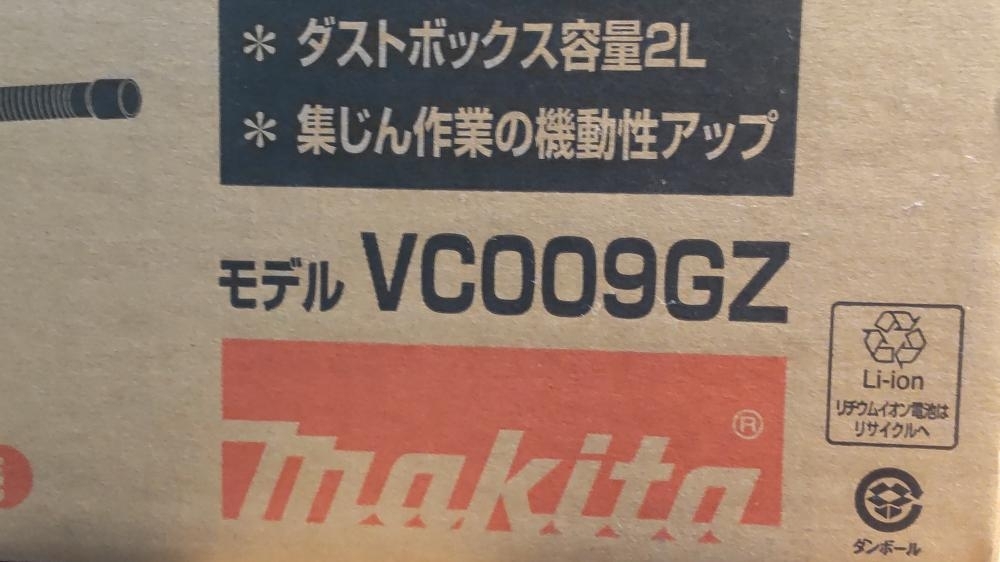 * ダストボックス容量2L
* 集じん作業の機動性アップ
モデル VC009GZ
makita®
Li-ion
リチウムイオン電池は
リサイクルへ
ダンボール